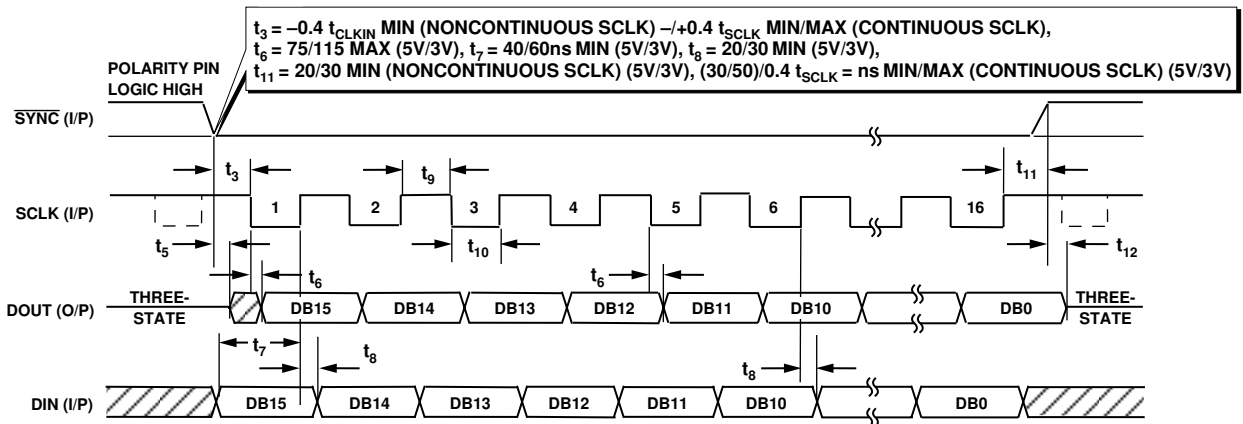 t3 = –0.4 tCLKIN MIN (NONCONTINUOUS SCLK) –/+0.4 tSCLK MIN/MAX (CONTINUOUS SCLK),
t6 = 75/115 MAX (5V/3V), t7 = 40/60ns MIN (5V/3V), t8 = 20/30 MIN (5V/3V),
t11 = 20/30 MIN (NONCONTINUOUS SCLK) (5V/3V), (30/50)/0.4 tSCLK = ns MIN/MAX (CONTINUOUS SCLK) (5V/3V)
POLARITY PIN
LOGIC HIGH
SYNC (I/P)
t3 t9 t11
SCLK (I/P) 1 2 3 4 5 6 16
t5 t10 t12
t6 t6
DOUT (O/P) THREE-
STATE DB15 DB14 DB13 DB12 DB11 DB10 DB0 THREE-
STATE
t7 t8 t8
DIN (I/P) DB15 DB14 DB13 DB12 DB11 DB10 DB0